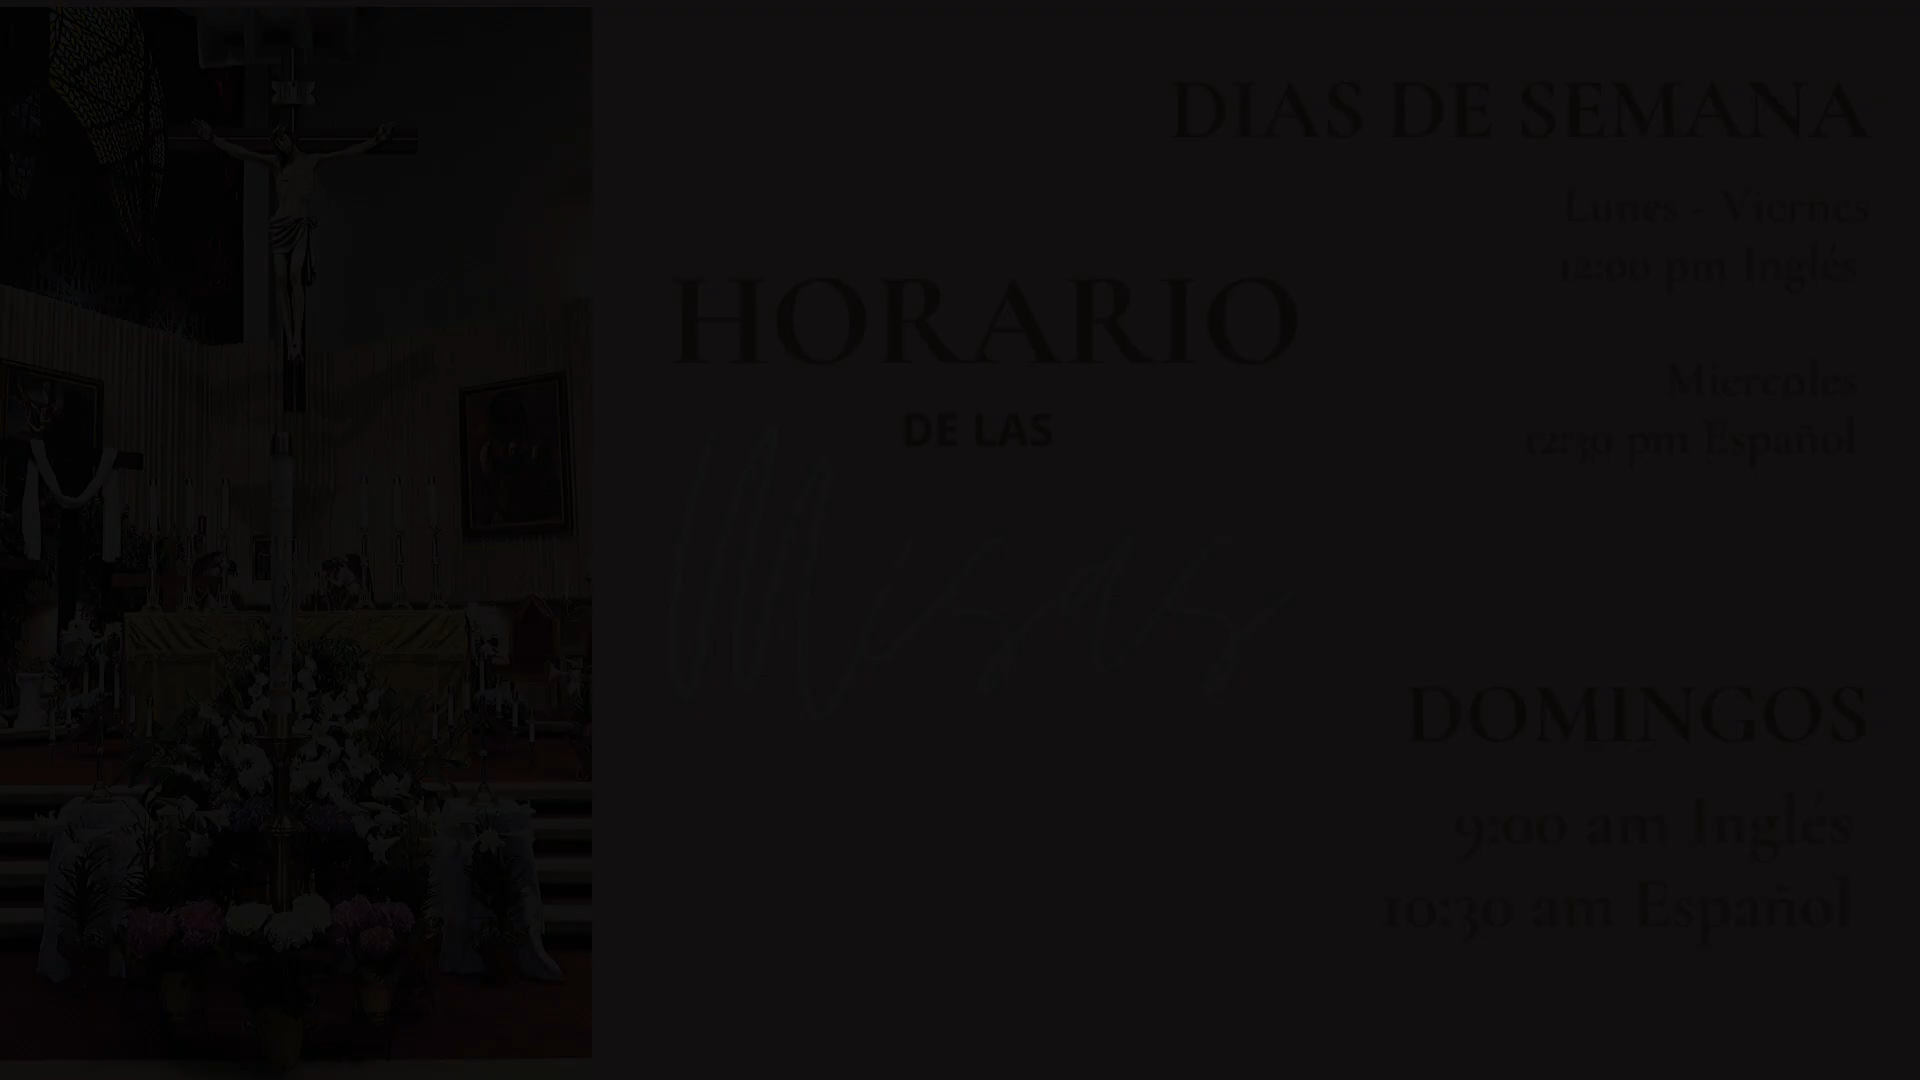 HORARIO
DE LAS
Misas
DIAS DE SEMANA
Lunes - Viernes
12:00 pm Inglés
Miercoles
12:30 pm Español
DOMINGOS
9:00 am Inglés
10:30 am Español